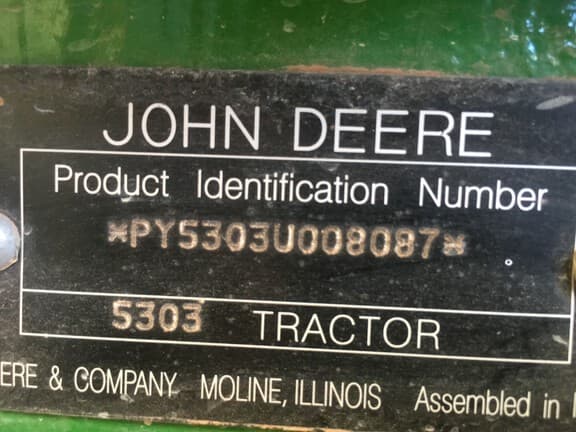 JOHN DEERE
Product Identification Number
*PY5303U008087*
5303 TRACTOR
ERE & COMPANY MOLINE, ILLINOIS Assembled in